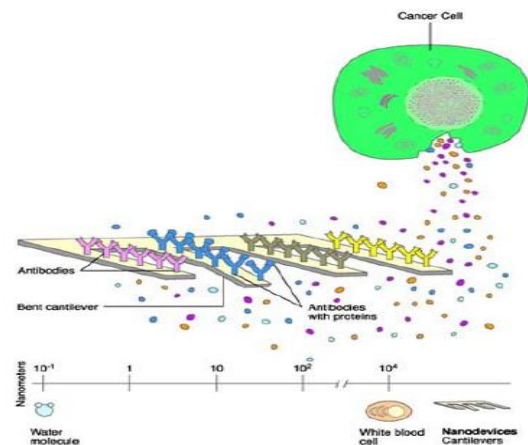 Cancer Cell
Antibodies
Bent cantilever
Antibodies
with proteins
Nanometers
10⁻¹ 1 10 10² 10⁴
Water
molecule
White blood
cell
Nanodevices
Cantilevers